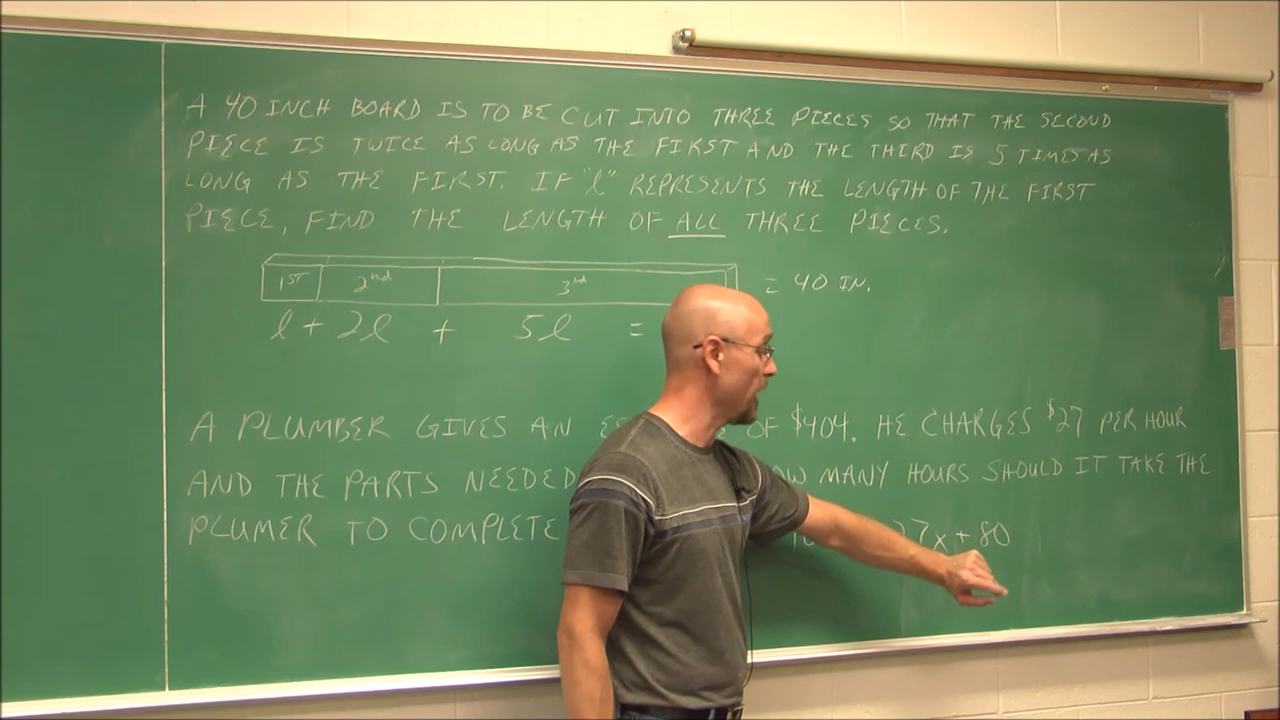 A 40 INCH BOARD IS TO BE CUT INTO THREE PIECES SO THAT THE SECOND
PIECE IS TWICE AS LONG AS THE FIRST AND THE THIRD IS 5 TIMES AS
LONG AS THE FIRST. IF "l" REPRESENTS THE LENGTH OF THE FIRST
PIECE, FIND THE LENGTH OF ALL THREE PIECES.
1ST 2nd 3rd = 40 IN.
l + 2l + 5l =
A PLUMBER GIVES AN OF $404. HE CHARGES $27 PER HOUR
AND THE PARTS NEEDED MANY HOURS SHOULD IT TAKE THE
PLUMER TO COMPLETE 27x + 80